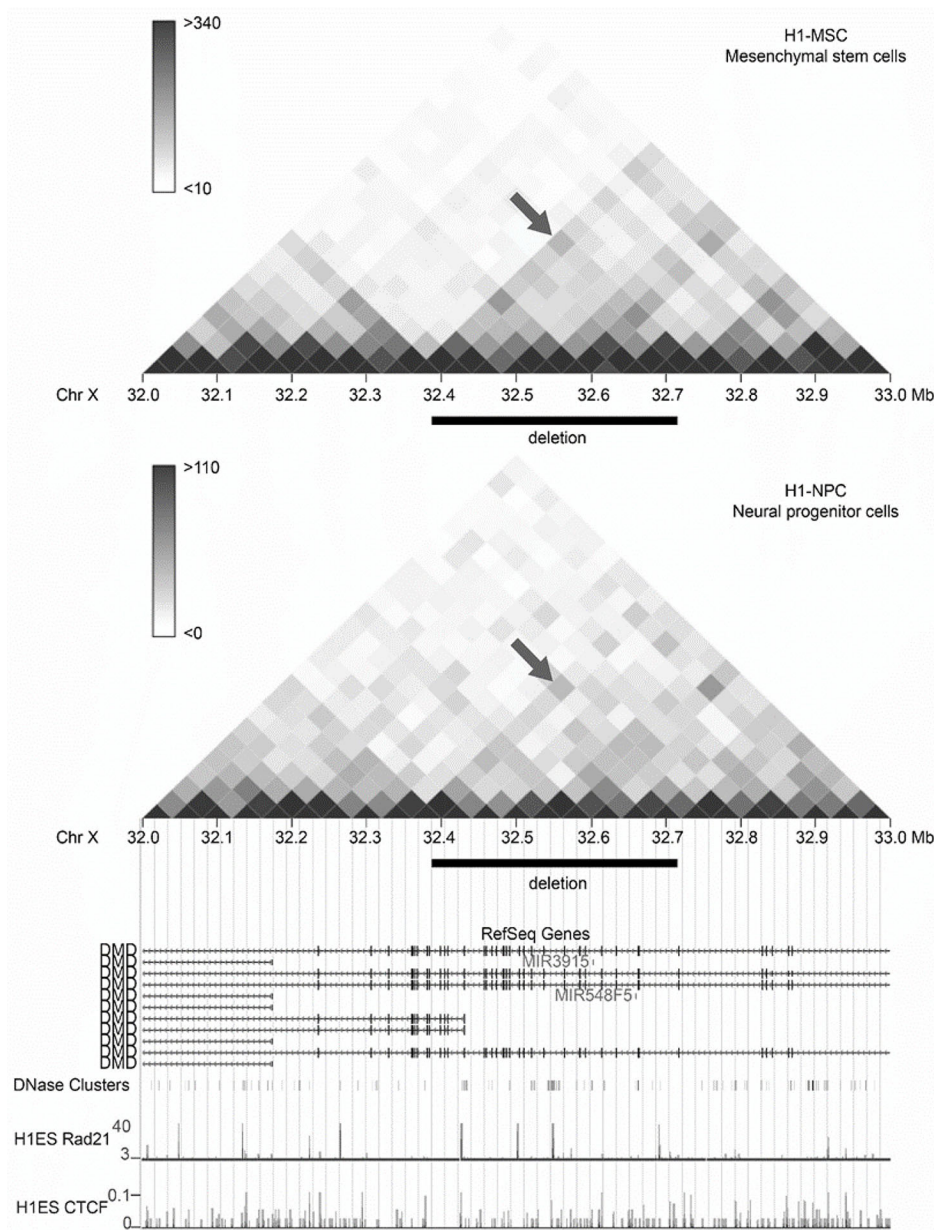 >340
H1-MSC
Mesenchymal stem cells
<10
Chr X 32.0 32.1 32.2 32.3 32.4 32.5 32.6 32.7 32.8 32.9 33.0 Mb
deletion
>110
H1-NPC
Neural progenitor cells
<0
Chr X 32.0 32.1 32.2 32.3 32.4 32.5 32.6 32.7 32.8 32.9 33.0 Mb
deletion
RefSeq Genes
DMD
DMD MIR3915
DMD
DMD
DMD MIR548F5
DMD
DMD
DMD
DMD
DMD
DMD
DNase Clusters
H1ES Rad21 40
3
H1ES CTCF 0.1
0